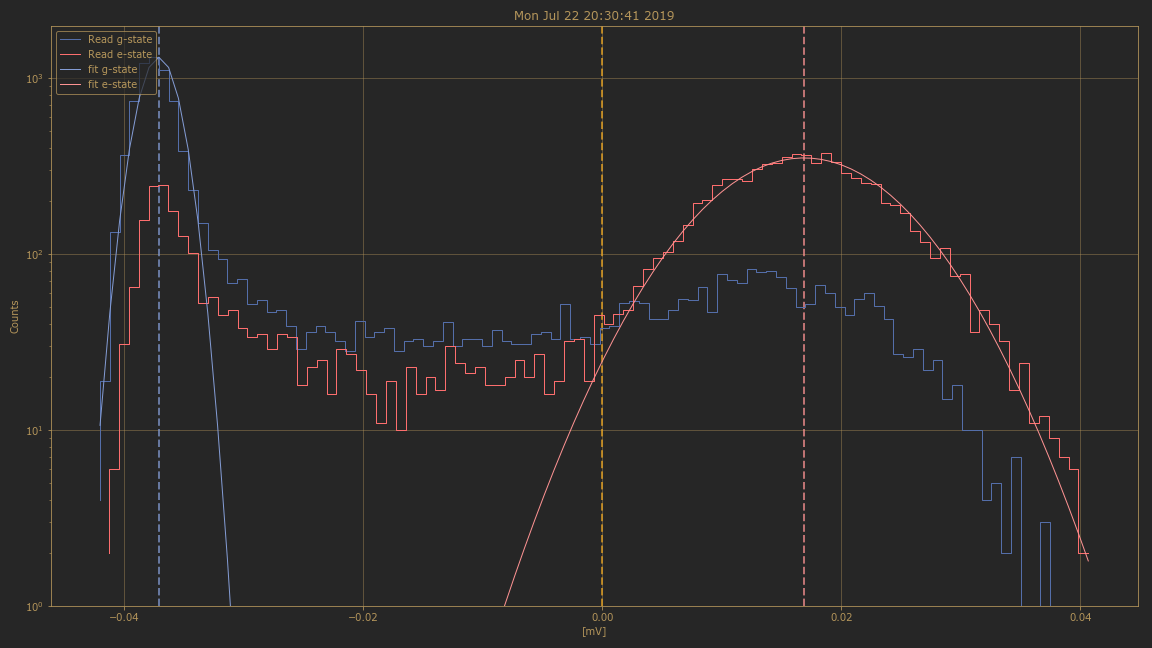 Mon Jul 22 20:30:41 2019
Read g-state
Read e-state
fit g-state
fit e-state
Counts
10³
10²
10¹
10⁰
−0.04
−0.02
0.00
0.02
0.04
[mV]